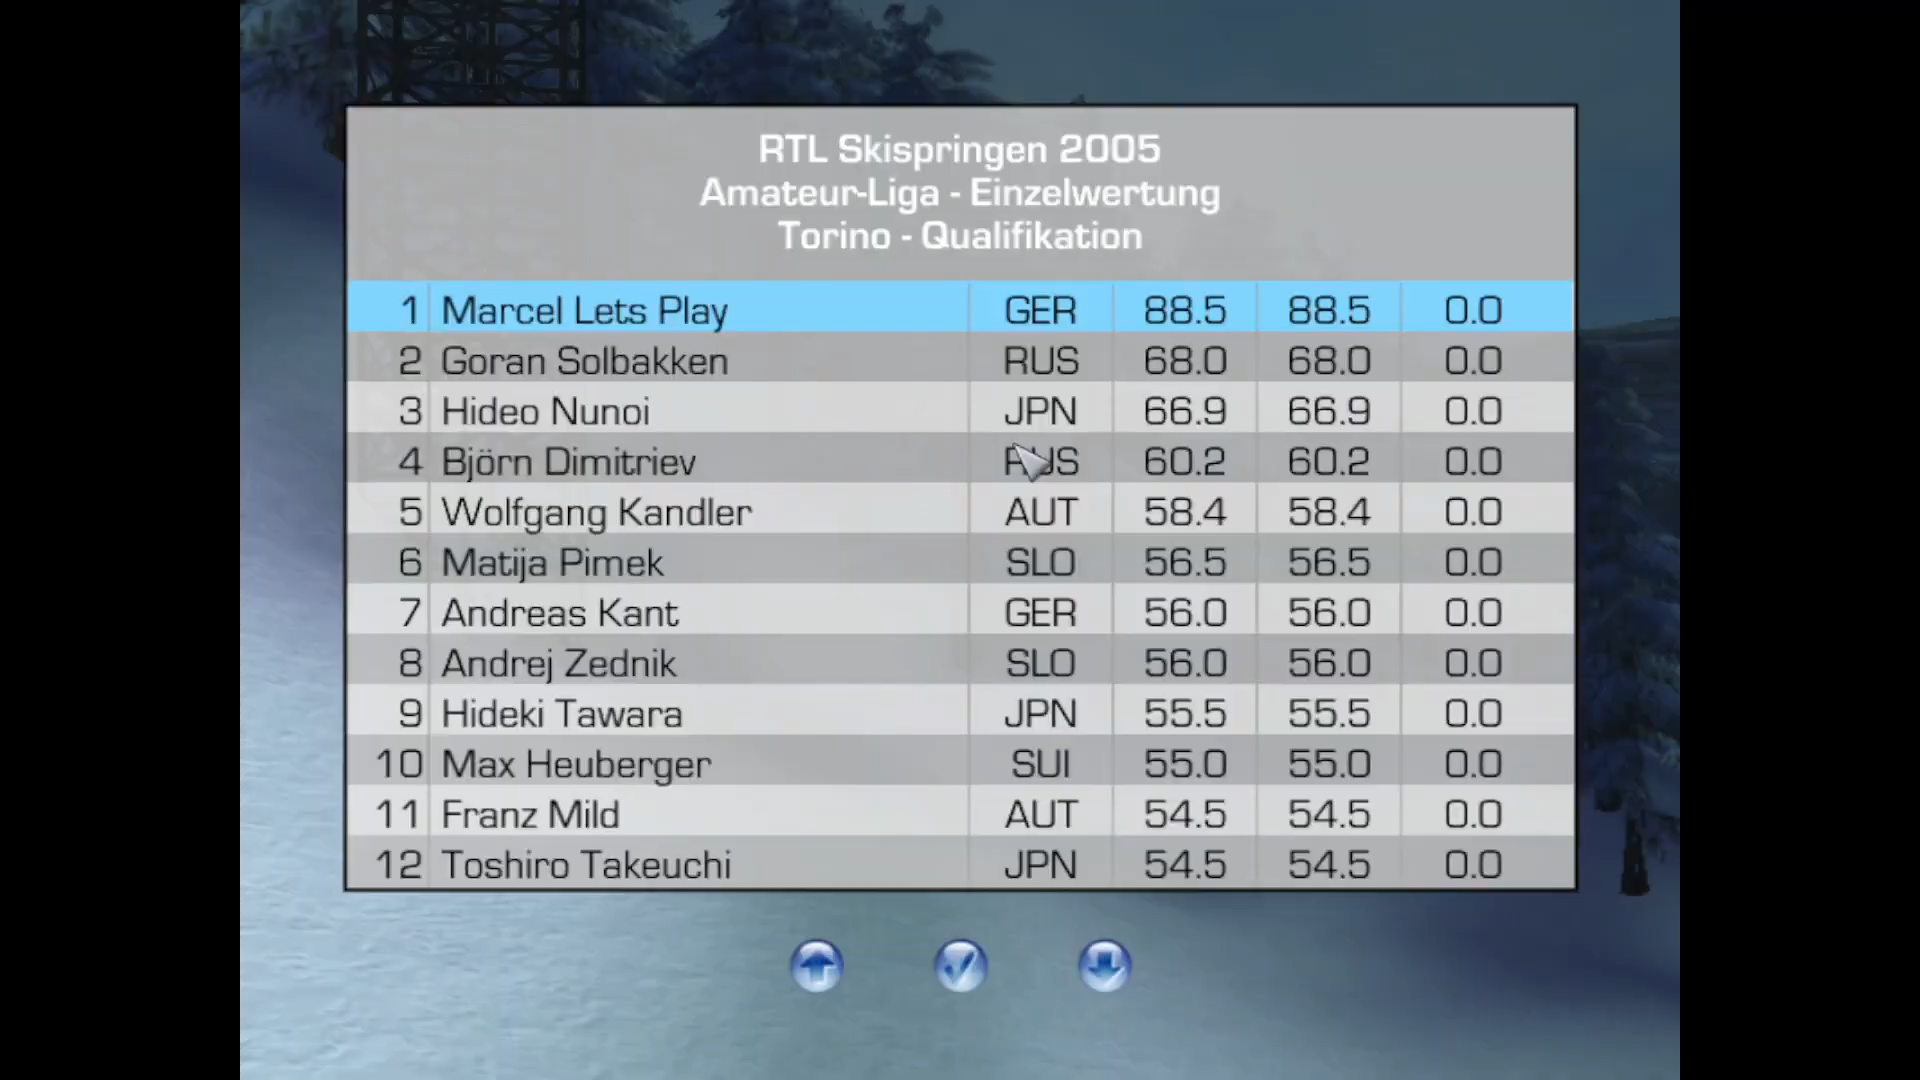 RTL Skispringen 2005
Amateur-Liga - Einzelwertung
Torino - Qualifikation
1 Marcel Lets Play GER 88.5 88.5 0.0
2 Goran Solbakken RUS 68.0 68.0 0.0
3 Hideo Nunoi JPN 66.9 66.9 0.0
4 Björn Dimitriev RUS 60.2 60.2 0.0
5 Wolfgang Kandler AUT 58.4 58.4 0.0
6 Matija Pimek SLO 56.5 56.5 0.0
7 Andreas Kant GER 56.0 56.0 0.0
8 Andrej Zednik SLO 56.0 56.0 0.0
9 Hideki Tawara JPN 55.5 55.5 0.0
10 Max Heuberger SUI 55.0 55.0 0.0
11 Franz Mild AUT 54.5 54.5 0.0
12 Toshiro Takeuchi JPN 54.5 54.5 0.0